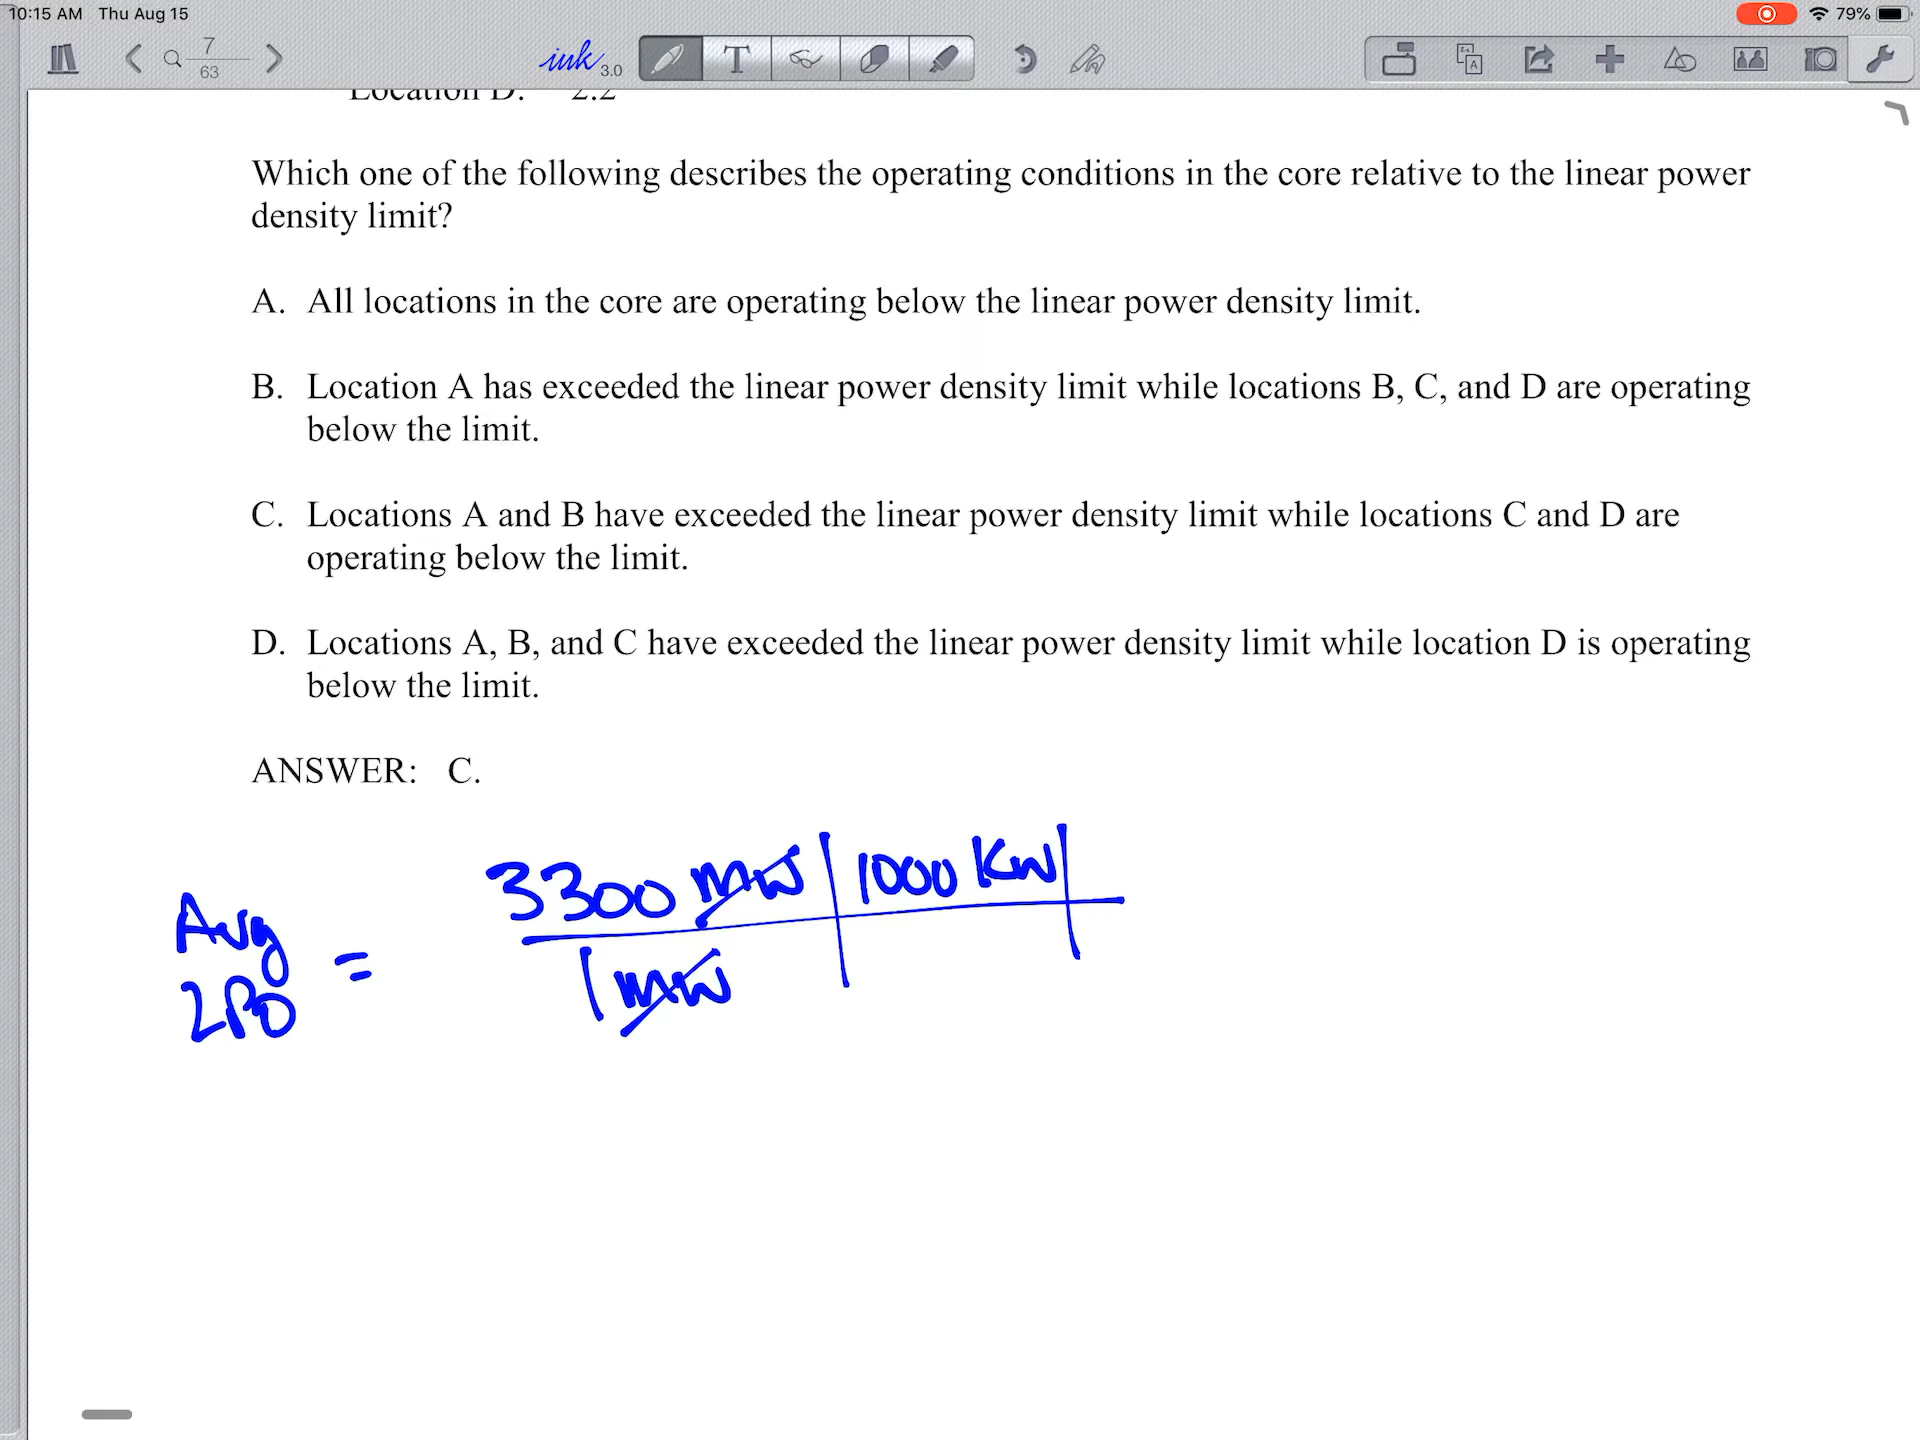 10:15 AM Thu Aug 15
79%
7
63
ink 3.0
T
Location D. 2.2
Which one of the following describes the operating conditions in the core relative to the linear power
density limit?
A. All locations in the core are operating below the linear power density limit.
B. Location A has exceeded the linear power density limit while locations B, C, and D are operating
below the limit.
C. Locations A and B have exceeded the linear power density limit while locations C and D are
operating below the limit.
D. Locations A, B, and C have exceeded the linear power density limit while location D is operating
below the limit.
ANSWER: C.
3300 mw | 1000 KW
Avg
LPD =
1 mw